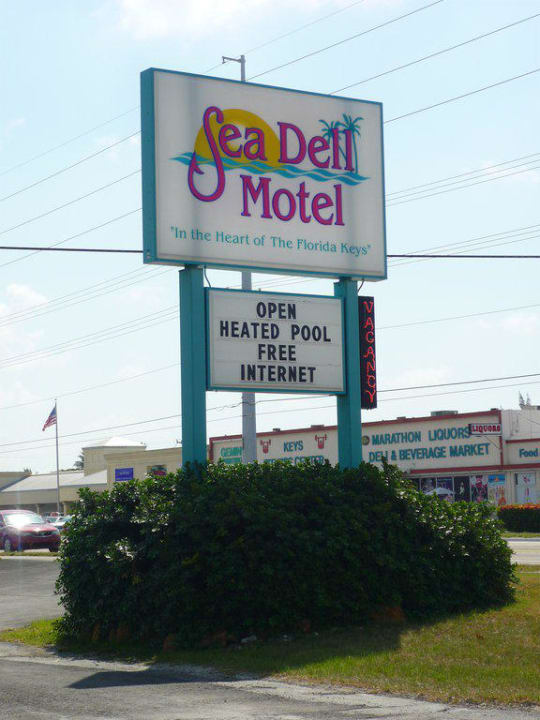 Sea Dell
Motel
"In the Heart of The Florida Keys"
OPEN
HEATED POOL
FREE
INTERNET
VACANCY
KEYS
MARATHON LIQUORS
DELI & BEVERAGE MARKET
LIQUORS
Food